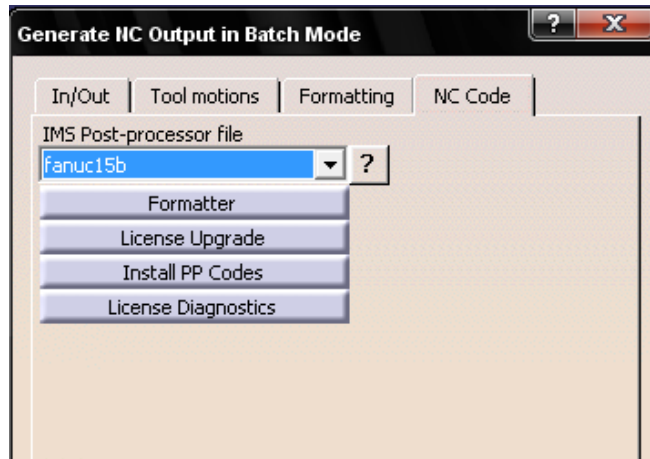 Generate NC Output in Batch Mode ? X
In/Out Tool motions Formatting NC Code
IMS Post-processor file
fanuc15b ?
Formatter
License Upgrade
Install PP Codes
License Diagnostics